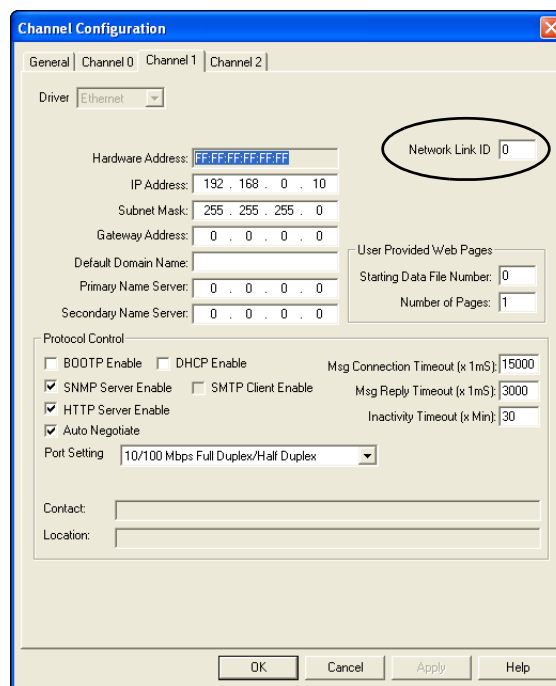 Channel Configuration
General Channel 0 Channel 1 Channel 2
Driver Ethernet
Network Link ID 0
Hardware Address: FF:FF:FF:FF:FF:FF
IP Address: 192 . 168 . 0 . 10
Subnet Mask: 255 . 255 . 255 . 0
Gateway Address: 0 . 0 . 0 . 0
Default Domain Name:
Primary Name Server: 0 . 0 . 0 . 0
Secondary Name Server: 0 . 0 . 0 . 0
User Provided Web Pages
Starting Data File Number: 0
Number of Pages: 1
Protocol Control
BOOTP Enable DHCP Enable
SNMP Server Enable SMTP Client Enable
HTTP Server Enable
Auto Negotiate
Msg Connection Timeout (x 1mS): 15000
Msg Reply Timeout (x 1mS): 3000
Inactivity Timeout (x Min): 30
Port Setting 10/100 Mbps Full Duplex/Half Duplex
Contact:
Location:
OK Cancel Apply Help